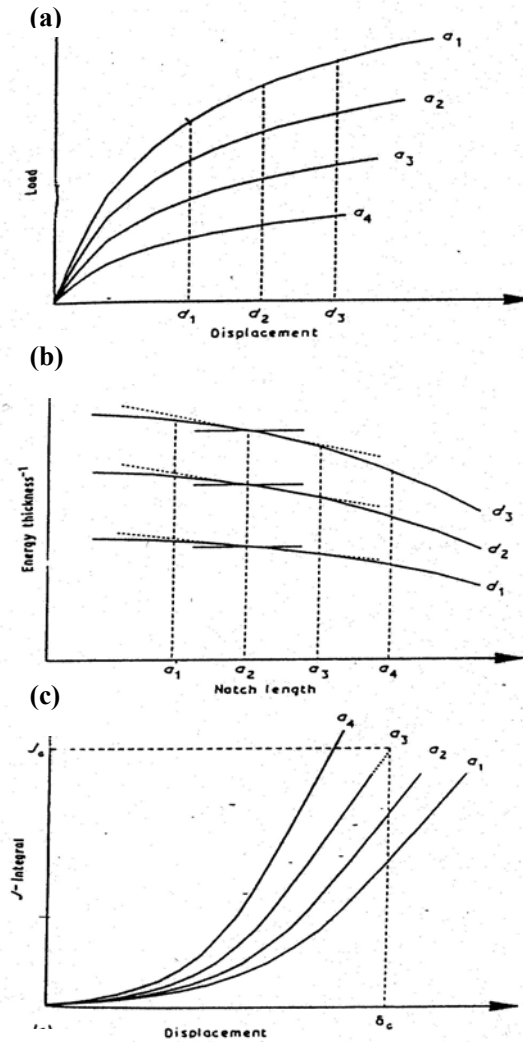 (a)
a1
a2
a3
a4
Load
d1 d2 d3
Displacement
(b)
Energy thickness-1
d3
d2
d1
a1 a2 a3 a4
Notch length
(c)
a4
a3
a2
a1
J-Integral
Displacement
δc